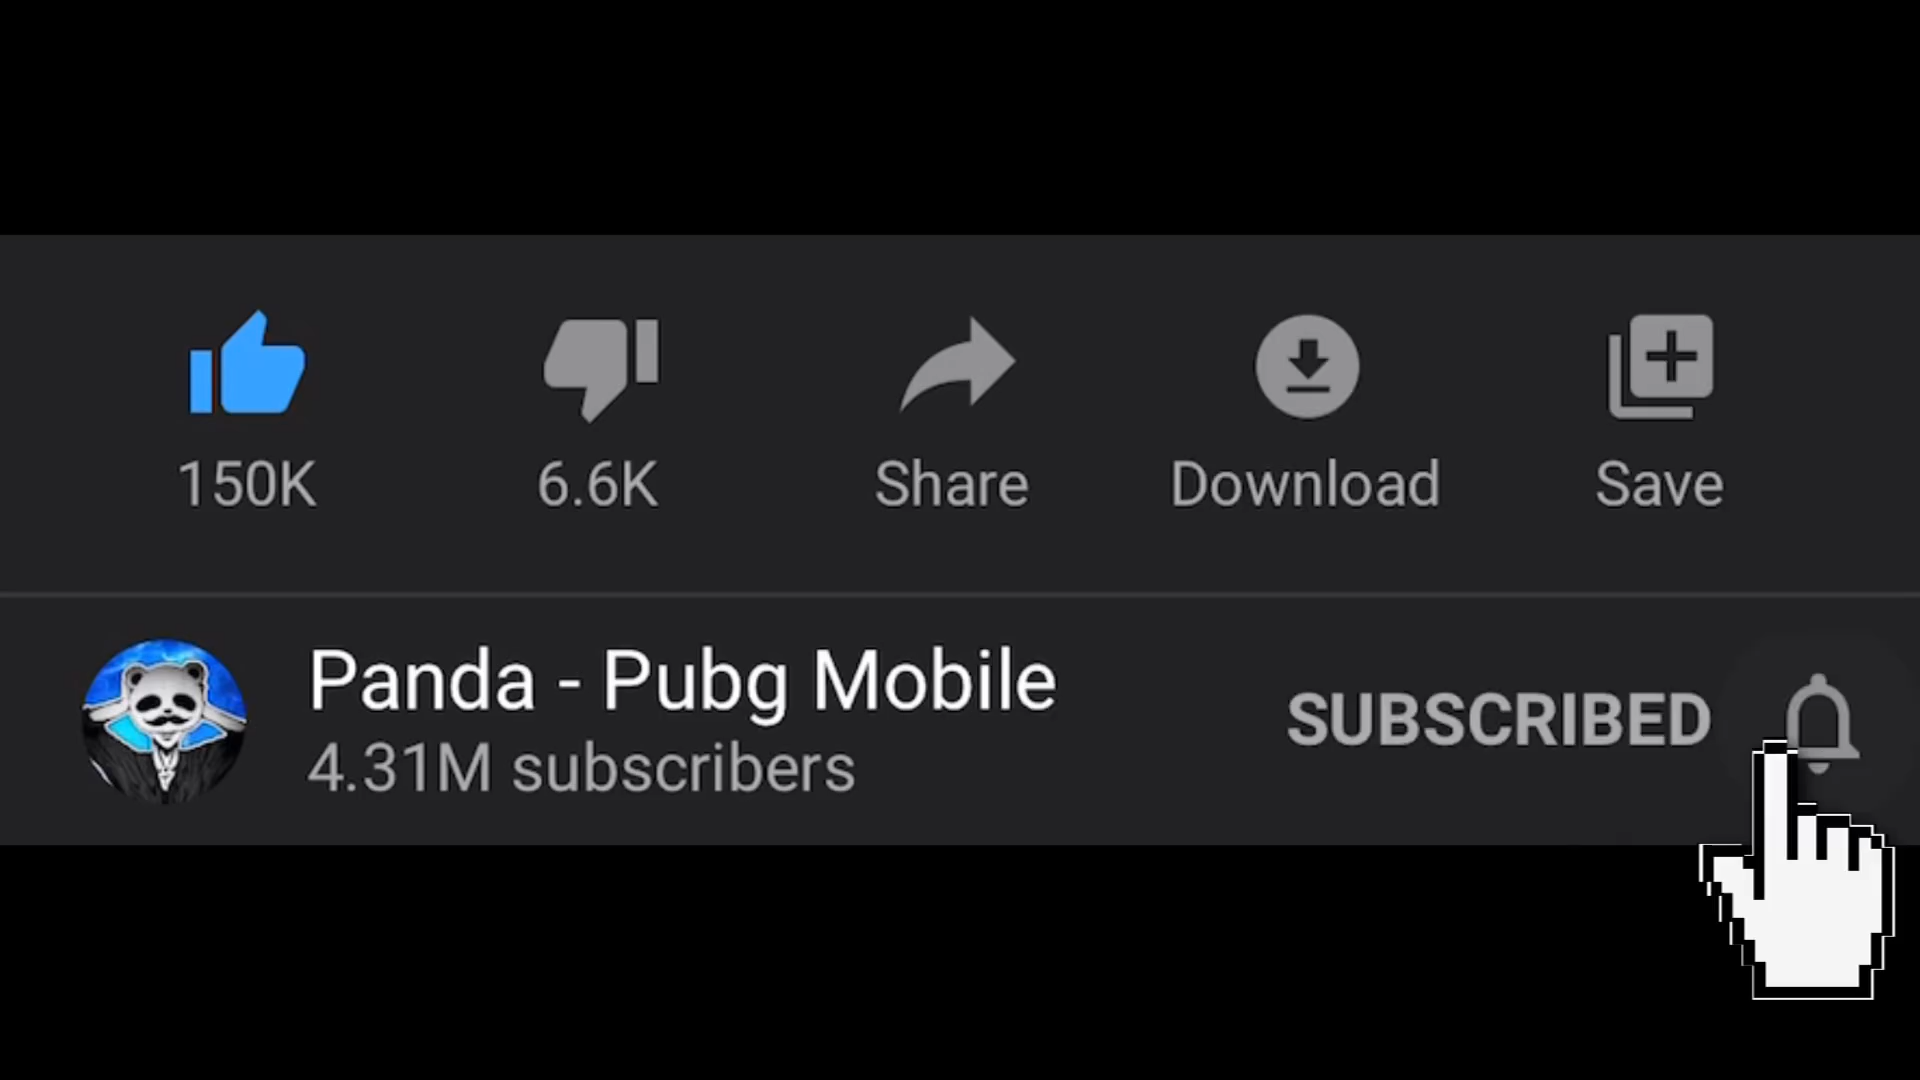 150K 6.6K Share Download Save
Panda - Pubg Mobile
SUBSCRIBED
4.31M subscribers